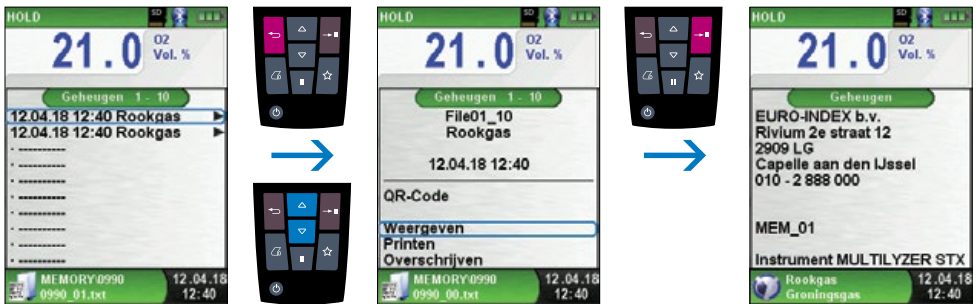 HOLD
SD
21.0 O2
Vol. %
Geheugen 1 - 10
12.04.18 12:40 Rookgas
12.04.18 12:40 Rookgas
- ----------
- ----------
- ----------
- ----------
- ----------
- ----------
- ----------
- ----------
MEMORY\0990 12.04.18
0990_01.txt 12:40
HOLD
SD
21.0 O2
Vol. %
Geheugen 1 - 10
File01_10
Rookgas
12.04.18 12:40
QR-Code
Weergeven
Printen
Overschrijven
MEMORY\0990 12.04.18
0990_00.txt 12:40
HOLD
SD
21.0 O2
Vol. %
Geheugen
EURO-INDEX b.v.
Rivium 2e straat 12
2909 LG
Capelle aan den IJssel
010 - 2 888 000
MEM_01
Instrument MULTILYZER STX
Rookgas 12.04.18
Groningsgas 12:40